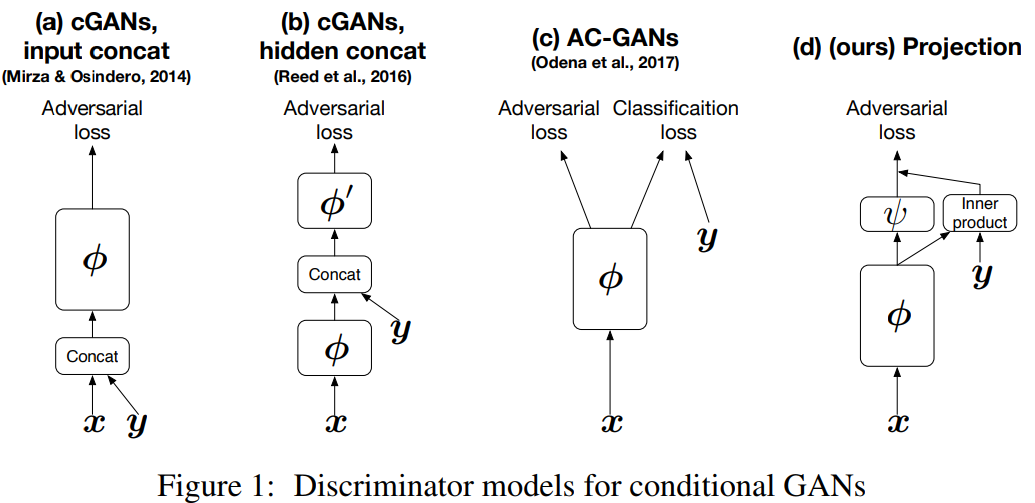 (a) cGANs,
input concat
(Mirza & Osindero, 2014)
Adversarial
loss
ϕ
Concat
x y
(b) cGANs,
hidden concat
(Reed et al., 2016)
Adversarial
loss
ϕ′
Concat
y
ϕ
x
(c) AC-GANs
(Odena et al., 2017)
Adversarial
loss
Classificaition
loss
y
ϕ
x
(d) (ours) Projection
Adversarial
loss
ψ
Inner
product
y
ϕ
x
Figure 1: Discriminator models for conditional GANs